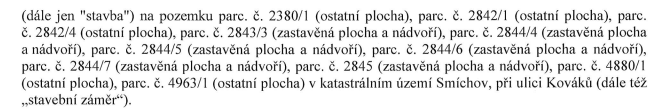 (dále jen "stavba") na pozemku parc. č. 2380/1 (ostatní plocha), parc. č. 2842/1 (ostatní plocha), parc.
č. 2842/4 (ostatní plocha), parc. č. 2843/3 (zastavěná plocha a nádvoří), parc. č. 2844/4 (zastavěná plocha
a nádvoří), parc. č. 2844/5 (zastavěná plocha a nádvoří), parc. č. 2844/6 (zastavěná plocha a nádvoří),
parc. č. 2844/7 (zastavěná plocha a nádvoří), parc. č. 2845 (zastavěná plocha a nádvoří), parc. č. 4880/1
(ostatní plocha), parc. č. 4963/1 (ostatní plocha) v katastrálním území Smíchov, při ulici Kováků (dále též
„stavební záměr“).